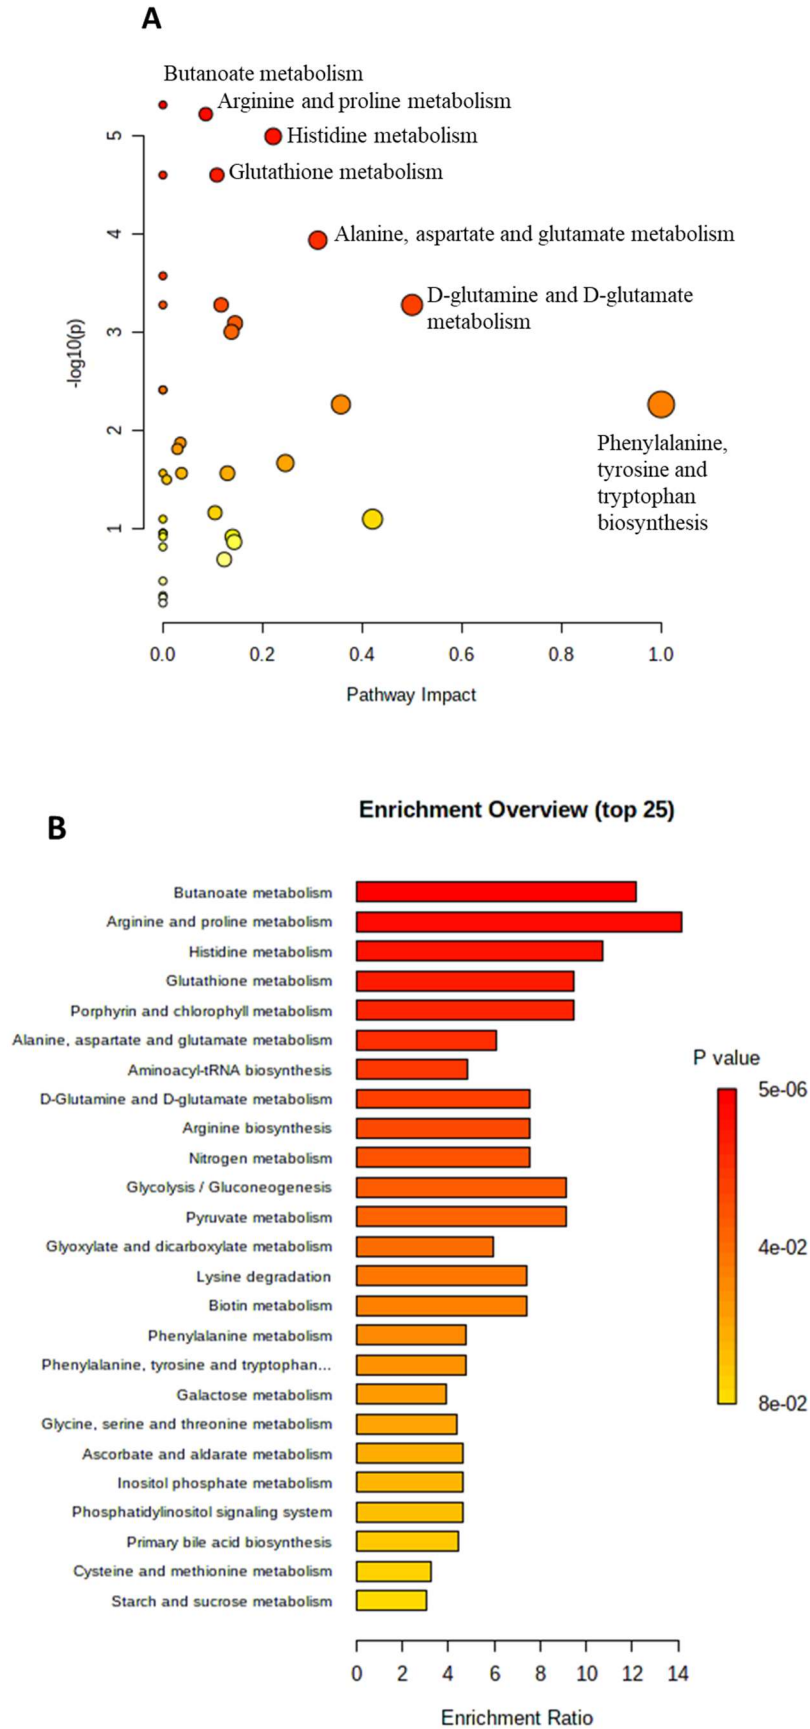 A
Butanoate metabolism
Arginine and proline metabolism
Histidine metabolism
Glutathione metabolism
Alanine, aspartate and glutamate metabolism
D-glutamine and D-glutamate
metabolism
Phenylalanine,
tyrosine and
tryptophan
biosynthesis
-log10(p)
5
4
3
2
1
0.0 0.2 0.4 0.6 0.8 1.0
Pathway Impact
B
Enrichment Overview (top 25)
Butanoate metabolism
Arginine and proline metabolism
Histidine metabolism
Glutathione metabolism
Porphyrin and chlorophyll metabolism
Alanine, aspartate and glutamate metabolism
Aminoacyl-tRNA biosynthesis
D-Glutamine and D-glutamate metabolism
Arginine biosynthesis
Nitrogen metabolism
Glycolysis / Gluconeogenesis
Pyruvate metabolism
Glyoxylate and dicarboxylate metabolism
Lysine degradation
Biotin metabolism
Phenylalanine metabolism
Phenylalanine, tyrosine and tryptophan...
Galactose metabolism
Glycine, serine and threonine metabolism
Ascorbate and aldarate metabolism
Inositol phosphate metabolism
Phosphatidylinositol signaling system
Primary bile acid biosynthesis
Cysteine and methionine metabolism
Starch and sucrose metabolism
P value
5e-06
4e-02
8e-02
0 2 4 6 8 10 12 14
Enrichment Ratio